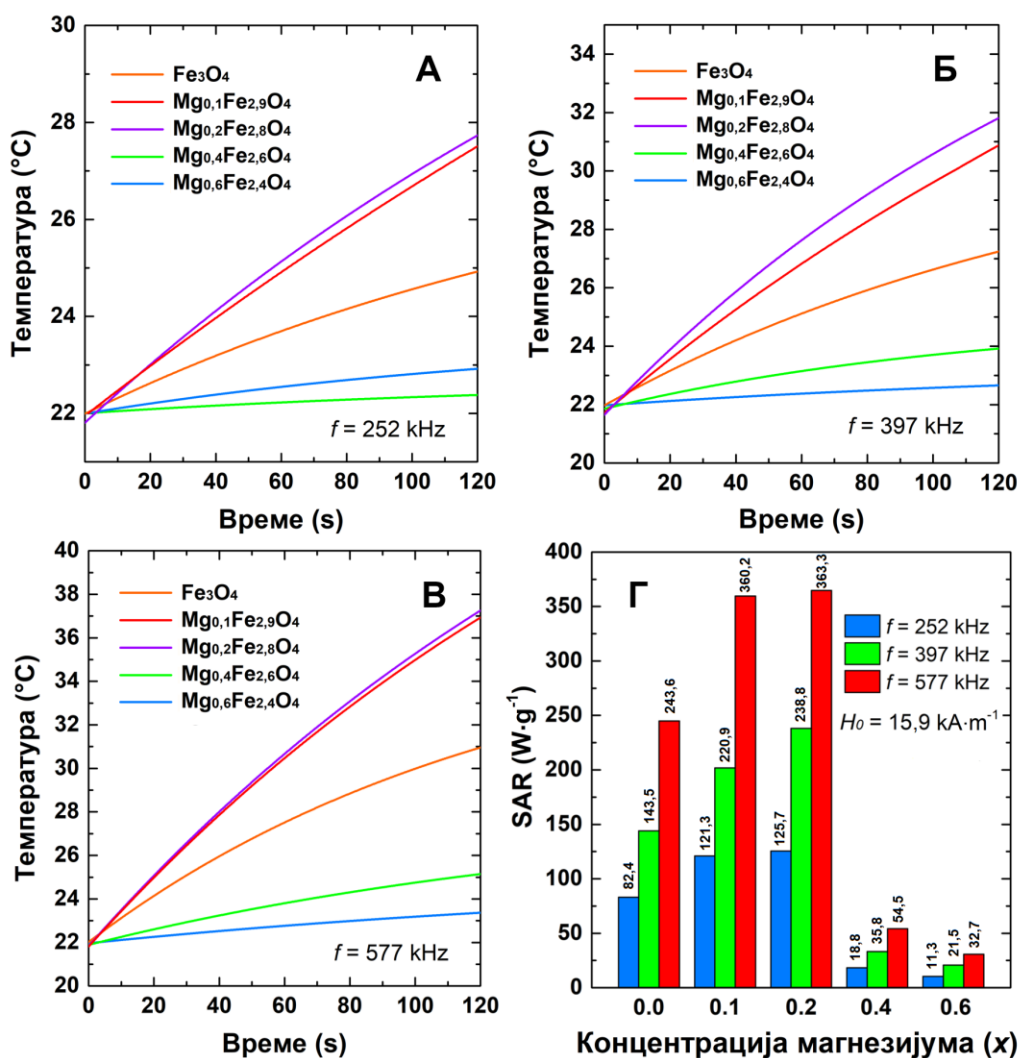 А
Fe₃O₄
Mg₀,₁Fe₂,₉O₄
Mg₀,₂Fe₂,₈O₄
Mg₀,₄Fe₂,₆O₄
Mg₀,₆Fe₂,₄O₄
f = 252 kHz
Температура (°C)
30
28
26
24
22
0 20 40 60 80 100 120
Време (s)
Б
Fe₃O₄
Mg₀,₁Fe₂,₉O₄
Mg₀,₂Fe₂,₈O₄
Mg₀,₄Fe₂,₆O₄
Mg₀,₆Fe₂,₄O₄
f = 397 kHz
Температура (°C)
34
32
30
28
26
24
22
20
0 20 40 60 80 100 120
Време (s)
В
Fe₃O₄
Mg₀,₁Fe₂,₉O₄
Mg₀,₂Fe₂,₈O₄
Mg₀,₄Fe₂,₆O₄
Mg₀,₆Fe₂,₄O₄
f = 577 kHz
Температура (°C)
40
38
36
34
32
30
28
26
24
22
20
0 20 40 60 80 100 120
Време (s)
Г
f = 252 kHz
f = 397 kHz
f = 577 kHz
H₀ = 15,9 kA·m⁻¹
SAR (W·g⁻¹)
400
350
300
250
200
150
100
50
0
82,4 143,5 243,6
121,3 220,9 360,2
125,7 238,8 363,3
18,8 35,8 54,5
11,3 21,5 32,7
0.0 0.1 0.2 0.4 0.6
Концентрација магнезијума (x)